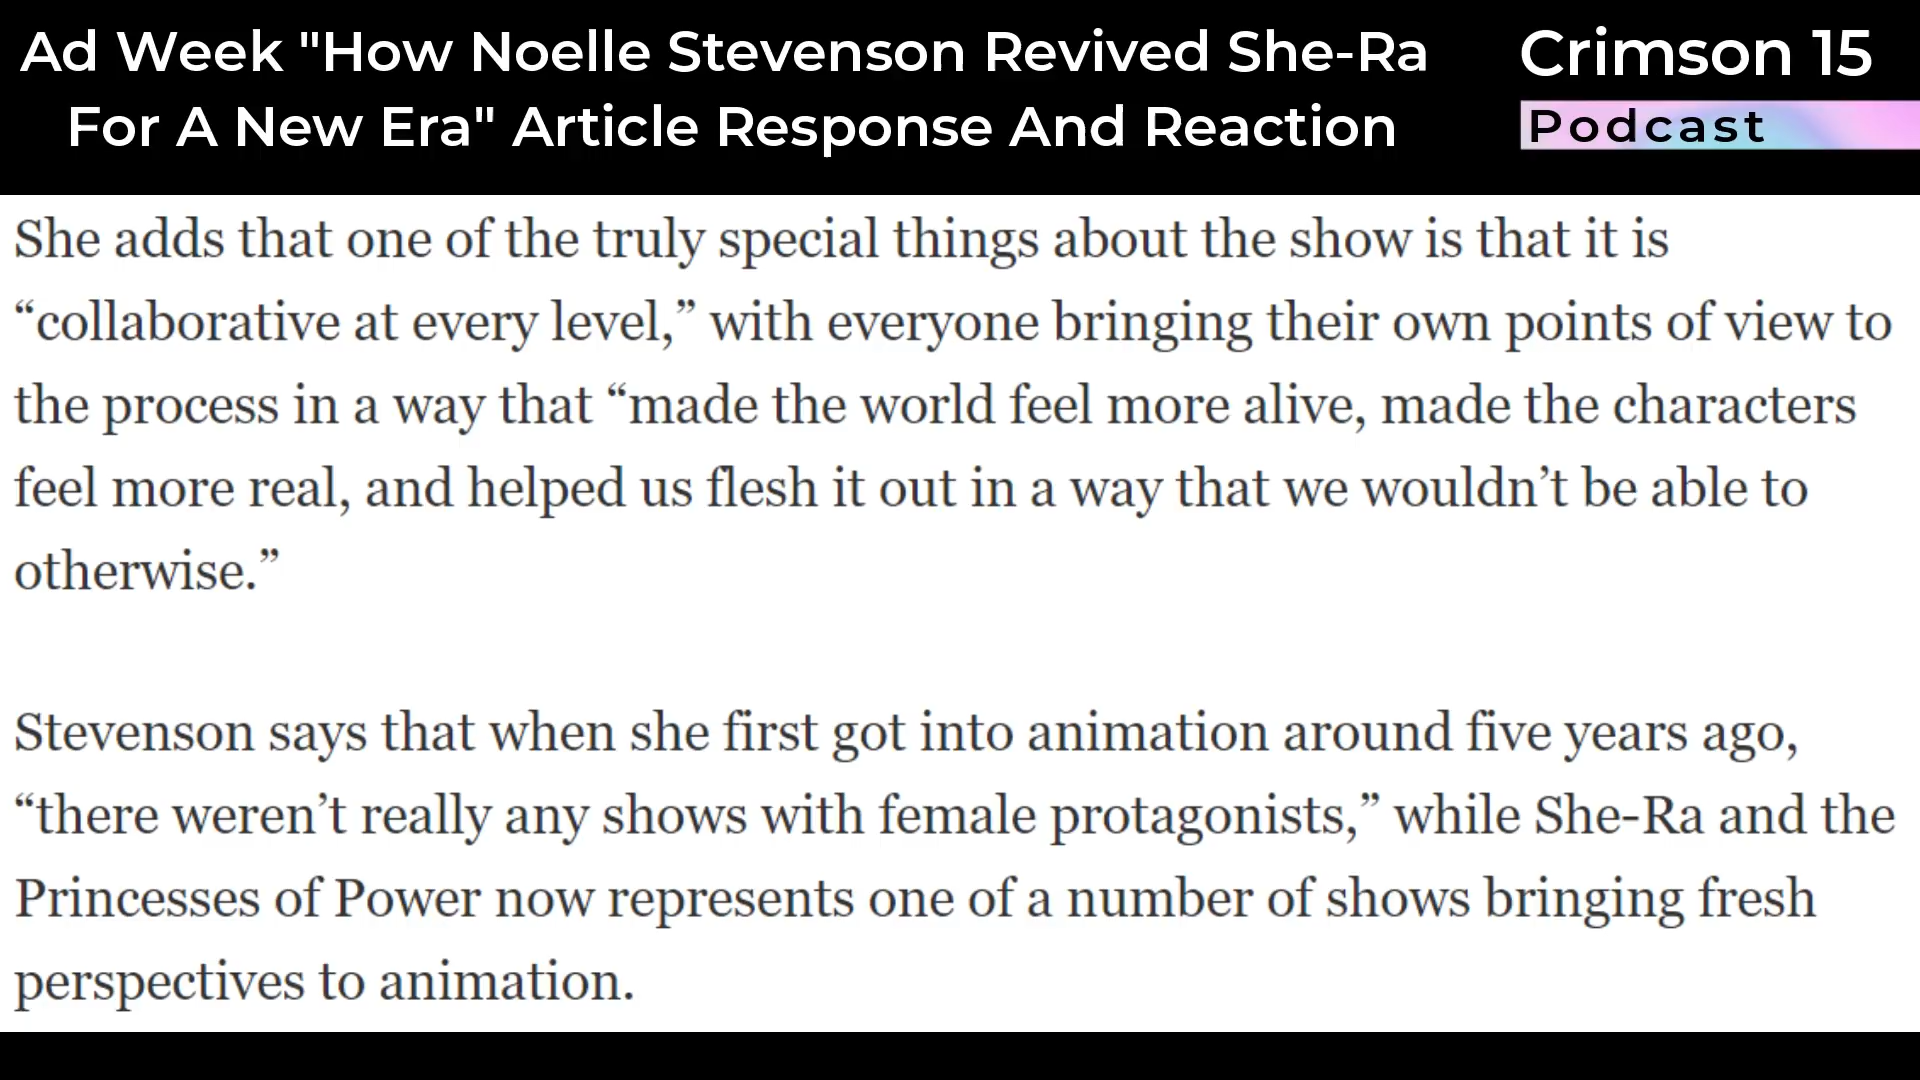 Ad Week "How Noelle Stevenson Revived She-Ra
For A New Era" Article Response And Reaction
Crimson 15
Podcast
She adds that one of the truly special things about the show is that it is
“collaborative at every level,” with everyone bringing their own points of view to
the process in a way that “made the world feel more alive, made the characters
feel more real, and helped us flesh it out in a way that we wouldn’t be able to
otherwise.”
Stevenson says that when she first got into animation around five years ago,
“there weren’t really any shows with female protagonists,” while She-Ra and the
Princesses of Power now represents one of a number of shows bringing fresh
perspectives to animation.